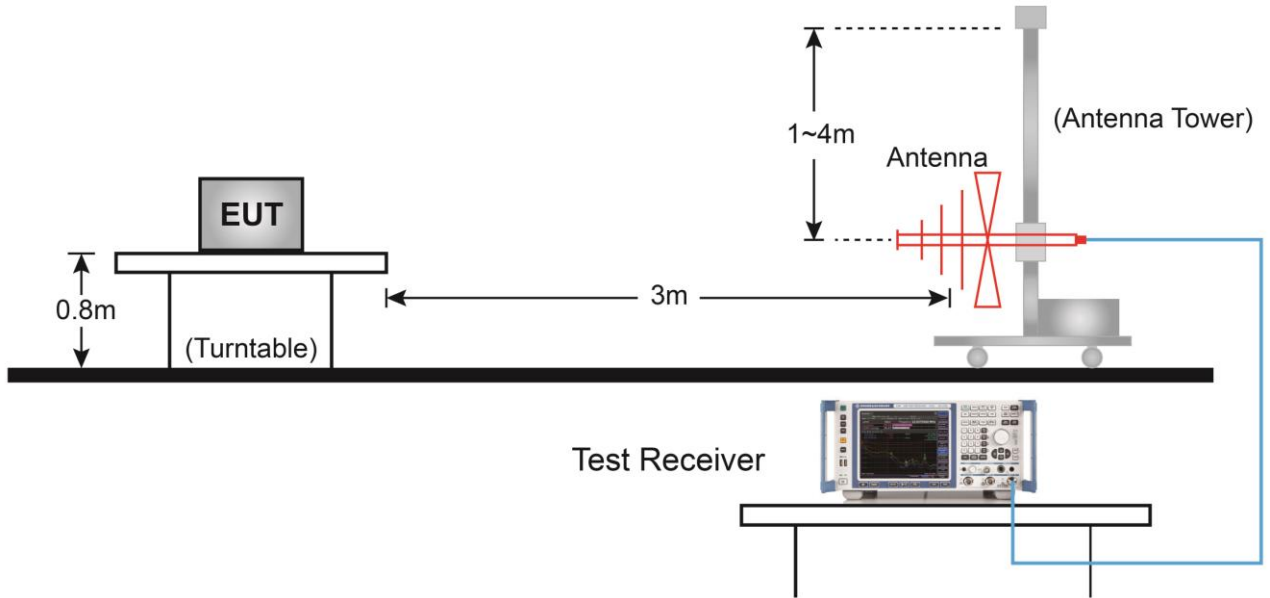 1~4m
(Antenna Tower)
Antenna
EUT
0.8m
3m
(Turntable)
Test Receiver